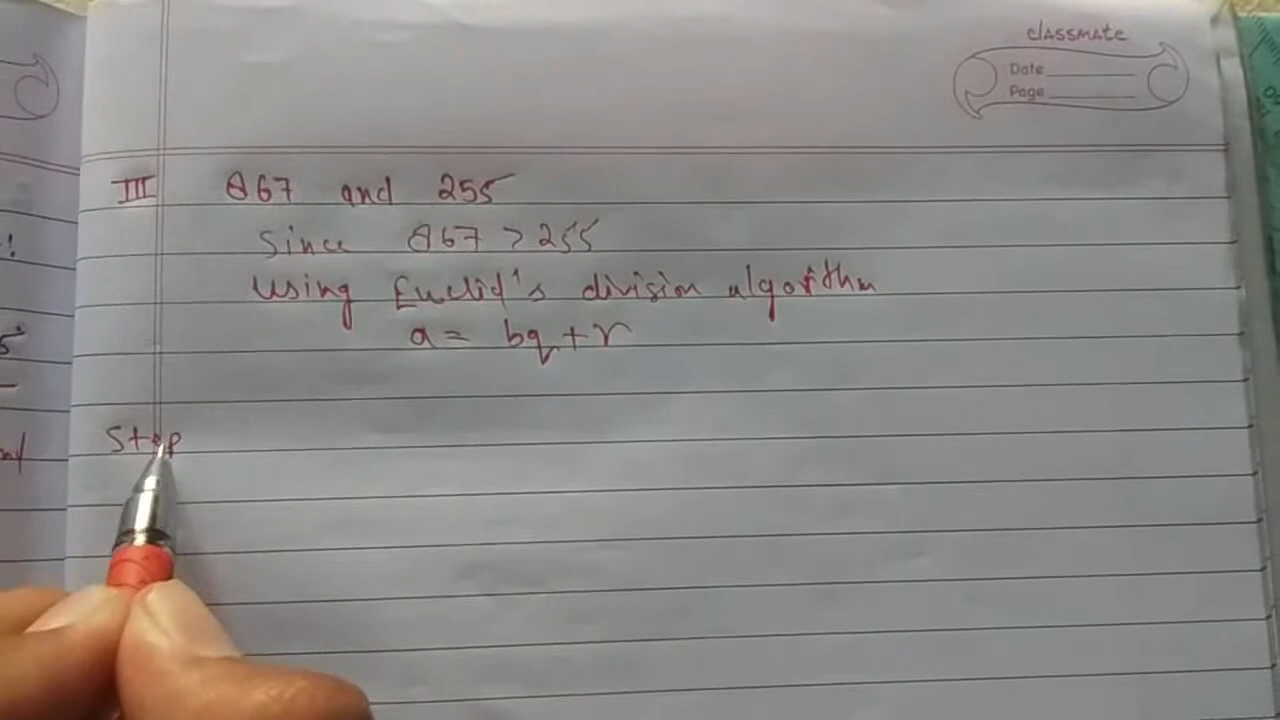 classmate
Date
Page
III 867 and 255
Since 867 > 255
Using Euclid's division algorithm
a = bq + r
Step